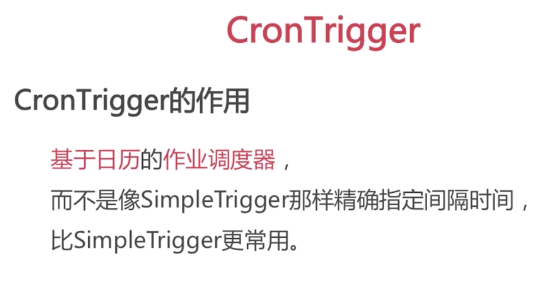 CronTrigger
CronTrigger的作用
基于日历的作业调度器，
而不是像SimpleTrigger那样精确指定间隔时间，
比SimpleTrigger更常用。